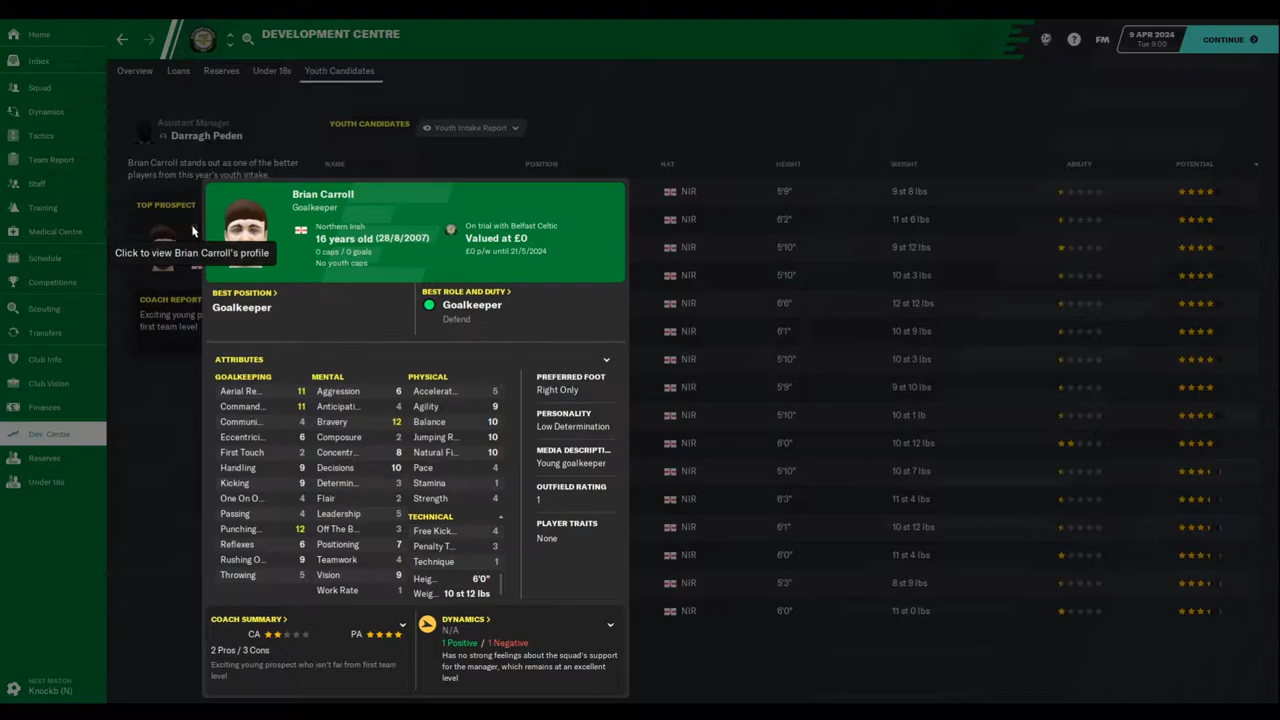 Home
DEVELOPMENT CENTRE
9 APR 2024
Tue 9:00
CONTINUE
FM
Inbox
Overview
Loans
Reserves
Under 18s
Youth Candidates
Squad
Dynamics
Tactics
Team Report
Staff
Training
Medical Centre
Schedule
Competitions
Scouting
Transfers
Club Info
Club Vision
Finances
Dev. Centre
Reserves
Under 18s
NEXT MATCH
Knockb (N)
Assistant Manager
Darragh Peden
Brian Carroll stands out as one of the better
players from this year's youth intake.
TOP PROSPECT
Click to view Brian Carroll's profile
COACH REPORT
Exciting young p
first team level
YOUTH CANDIDATES
Youth Intake Report
NAME POSITION NAT HEIGHT WEIGHT ABILITY POTENTIAL
NIR 5'9" 9 st 8 lbs
NIR 6'2" 11 st 6 lbs
NIR 5'10" 9 st 12 lbs
NIR 5'10" 10 st 3 lbs
NIR 6'6" 12 st 12 lbs
NIR 6'1" 10 st 9 lbs
NIR 5'10" 10 st 3 lbs
NIR 5'9" 9 st 10 lbs
NIR 5'10" 10 st 1 lb
NIR 6'0" 10 st 12 lbs
NIR 5'10" 10 st 7 lbs
NIR 6'3" 11 st 4 lbs
NIR 6'1" 10 st 12 lbs
NIR 6'0" 11 st 4 lbs
NIR 5'3" 8 st 9 lbs
NIR 6'0" 11 st 0 lbs
Brian Carroll
Goalkeeper
Northern Irish
16 years old (28/8/2007)
0 caps / 0 goals
No youth caps
On trial with Belfast Celtic
Valued at £0
£0 p/w until 21/5/2024
BEST POSITION >
Goalkeeper
BEST ROLE AND DUTY >
Goalkeeper
Defend
ATTRIBUTES
GOALKEEPING
Aerial Re... 11
Command... 11
Communi... 4
Eccentrici... 6
First Touch 2
Handling 9
Kicking 9
One On O... 4
Passing 4
Punching... 12
Reflexes 6
Rushing O... 9
Throwing 5
MENTAL
Aggression 6
Anticipati... 4
Bravery 12
Composure 2
Concentr... 8
Decisions 10
Determin... 3
Flair 2
Leadership 5
Off The B... 3
Positioning 7
Teamwork 4
Vision 9
Work Rate 1
PHYSICAL
Accelerat... 5
Agility 9
Balance 10
Jumping R... 10
Natural Fi... 10
Pace 4
Stamina 1
Strength 4
TECHNICAL
Free Kick... 4
Penalty T... 3
Technique 1
Heig... 6'0"
Weig... 10 st 12 lbs
PREFERRED FOOT
Right Only
PERSONALITY
Low Determination
MEDIA DESCRIPTI...
Young goalkeeper
OUTFIELD RATING
1
PLAYER TRAITS
None
COACH SUMMARY >
CA PA
2 Pros / 3 Cons
Exciting young prospect who isn't far from first team
level
DYNAMICS >
N/A
1 Positive / 1 Negative
Has no strong feelings about the squad's support
for the manager, which remains at an excellent
level